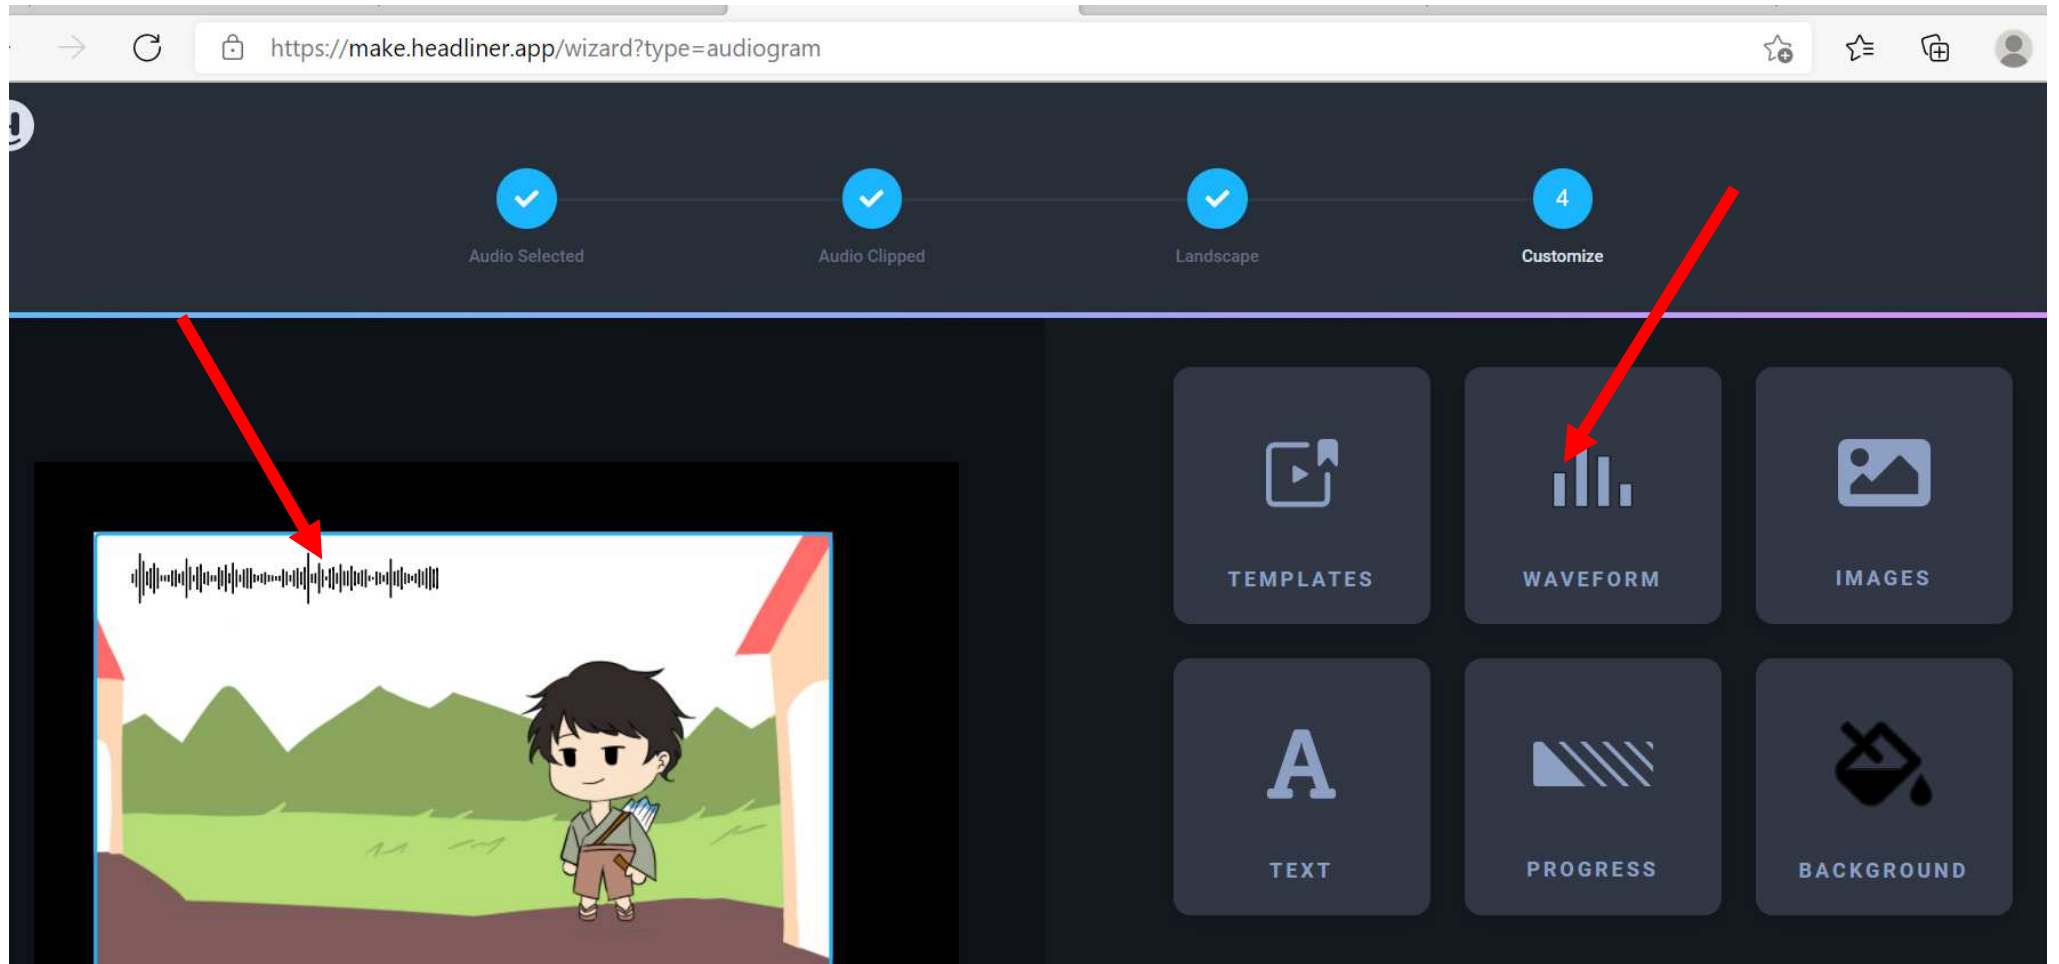 https://make.headliner.app/wizard?type=audiogram
4
Audio Selected Audio Clipped Landscape Customize
TEMPLATES WAVEFORM IMAGES
A
TEXT PROGRESS BACKGROUND